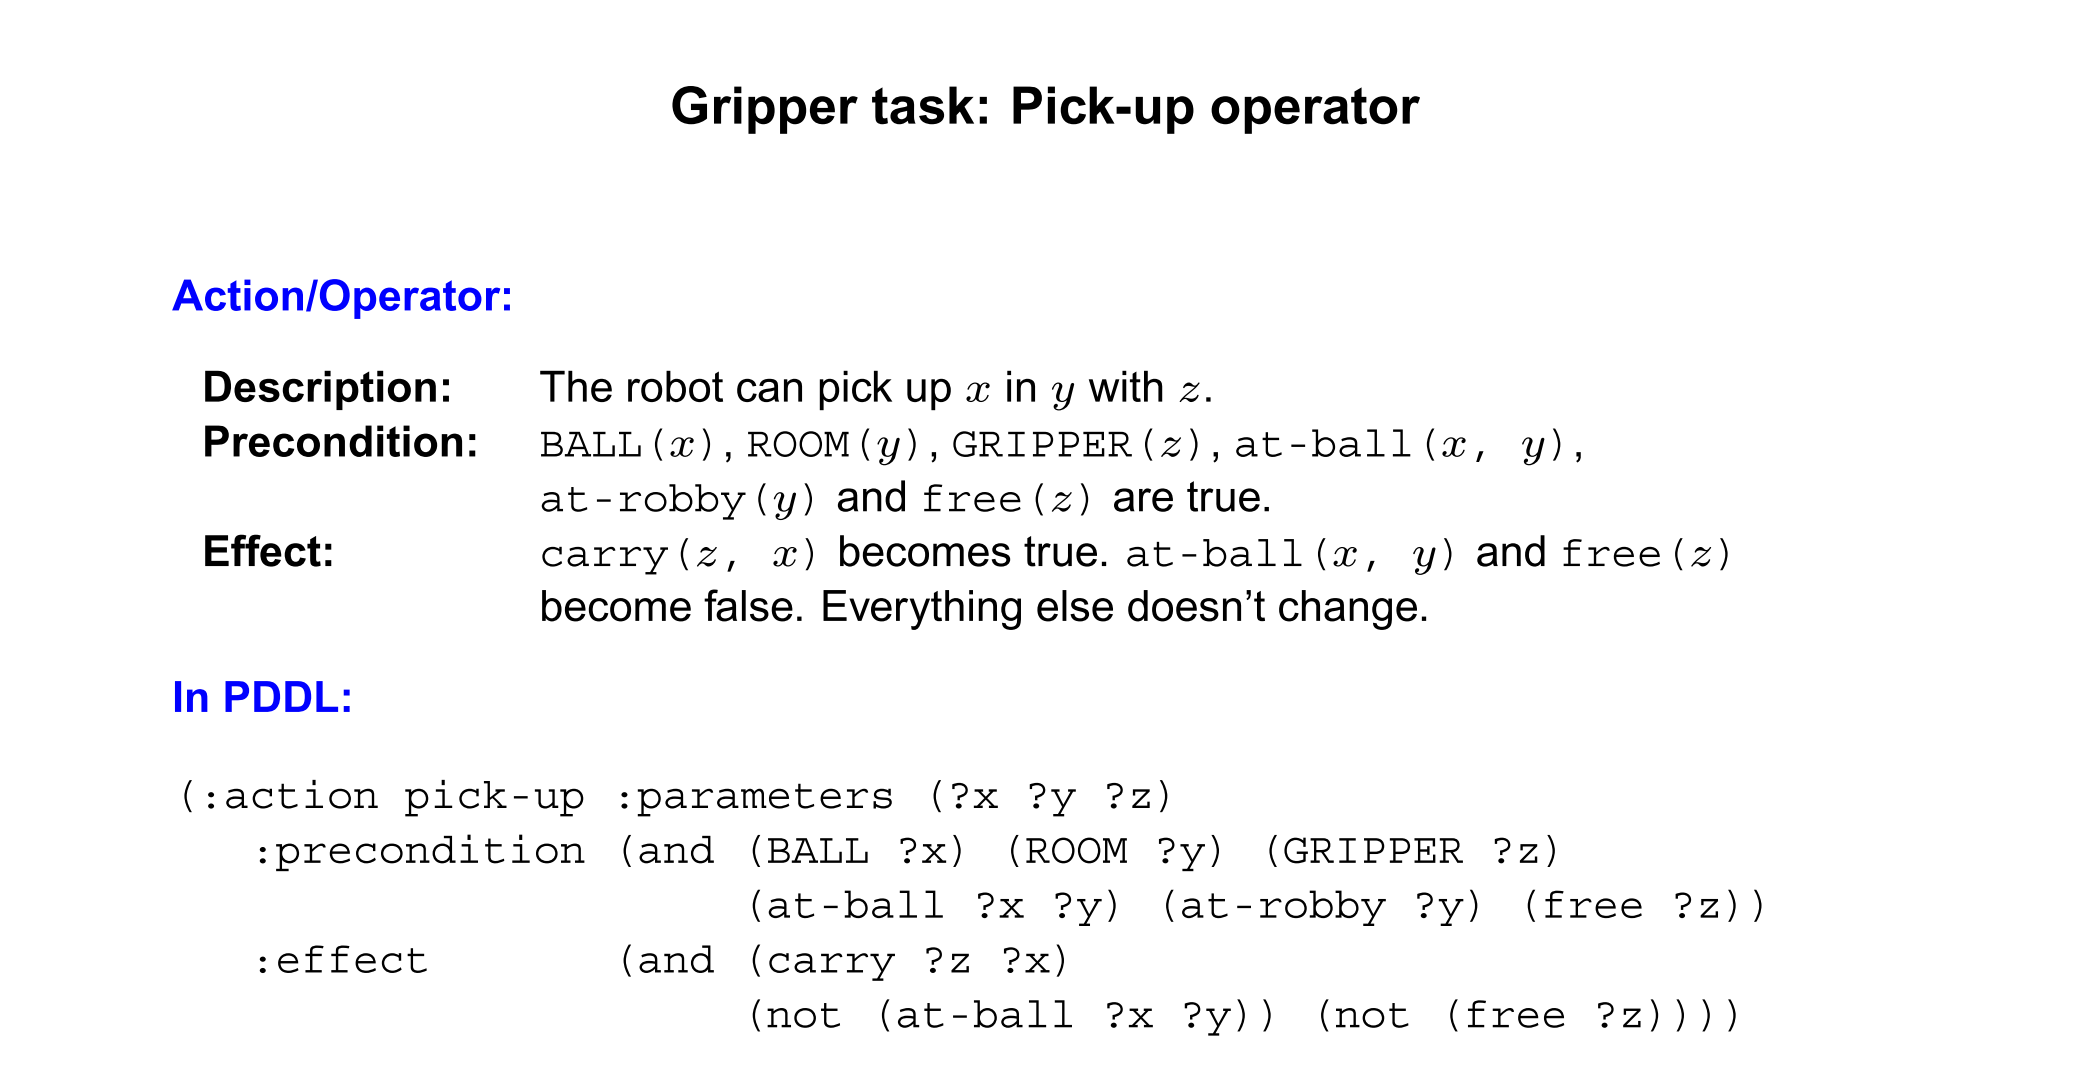 Gripper task: Pick-up operator
Action/Operator:
Description: The robot can pick up x in y with z.
Precondition: BALL(x), ROOM(y), GRIPPER(z), at-ball(x, y),
at-robby(y) and free(z) are true.
Effect: carry(z, x) becomes true. at-ball(x, y) and free(z)
become false. Everything else doesn't change.
In PDDL:
(:action pick-up :parameters (?x ?y ?z)
:precondition (and (BALL ?x) (ROOM ?y) (GRIPPER ?z)
(at-ball ?x ?y) (at-robby ?y) (free ?z))
:effect (and (carry ?z ?x)
(not (at-ball ?x ?y)) (not (free ?z))))